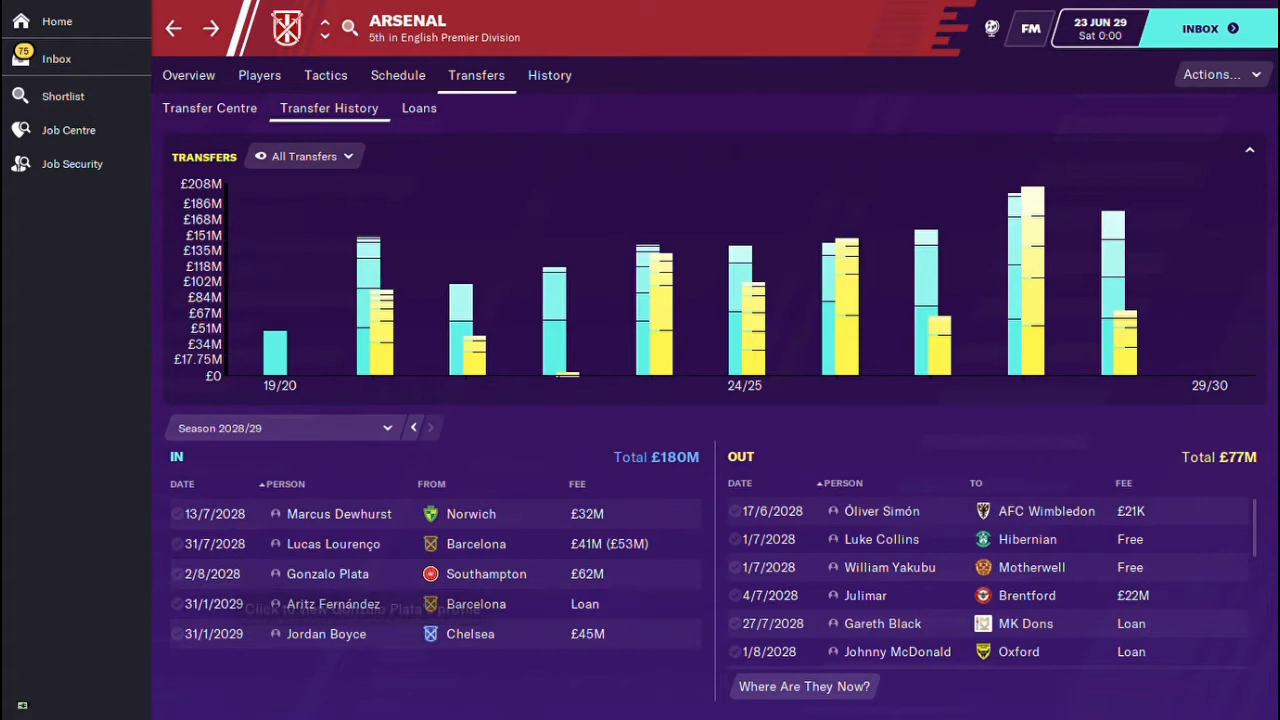 Home
75
Inbox
Shortlist
Job Centre
Job Security
ARSENAL
5th in English Premier Division
FM
23 JUN 29
Sat 0:00
INBOX
Overview Players Tactics Schedule Transfers History
Actions...
Transfer Centre Transfer History Loans
TRANSFERS All Transfers
£208M
£186M
£168M
£151M
£135M
£118M
£102M
£84M
£67M
£51M
£34M
£17.75M
£0
19/20 24/25 29/30
Season 2028/29
IN Total £180M
DATE PERSON FROM FEE
13/7/2028 Marcus Dewhurst Norwich £32M
31/7/2028 Lucas Lourenço Barcelona £41M (£53M)
2/8/2028 Gonzalo Plata Southampton £62M
31/1/2029 Aritz Fernández Barcelona Loan
Click to view Gonzalo Plata's profile
31/1/2029 Jordan Boyce Chelsea £45M
OUT Total £77M
DATE PERSON TO FEE
17/6/2028 Óliver Simón AFC Wimbledon £21K
1/7/2028 Luke Collins Hibernian Free
1/7/2028 William Yakubu Motherwell Free
4/7/2028 Julimar Brentford £22M
27/7/2028 Gareth Black MK Dons Loan
1/8/2028 Johnny McDonald Oxford Loan
Where Are They Now?